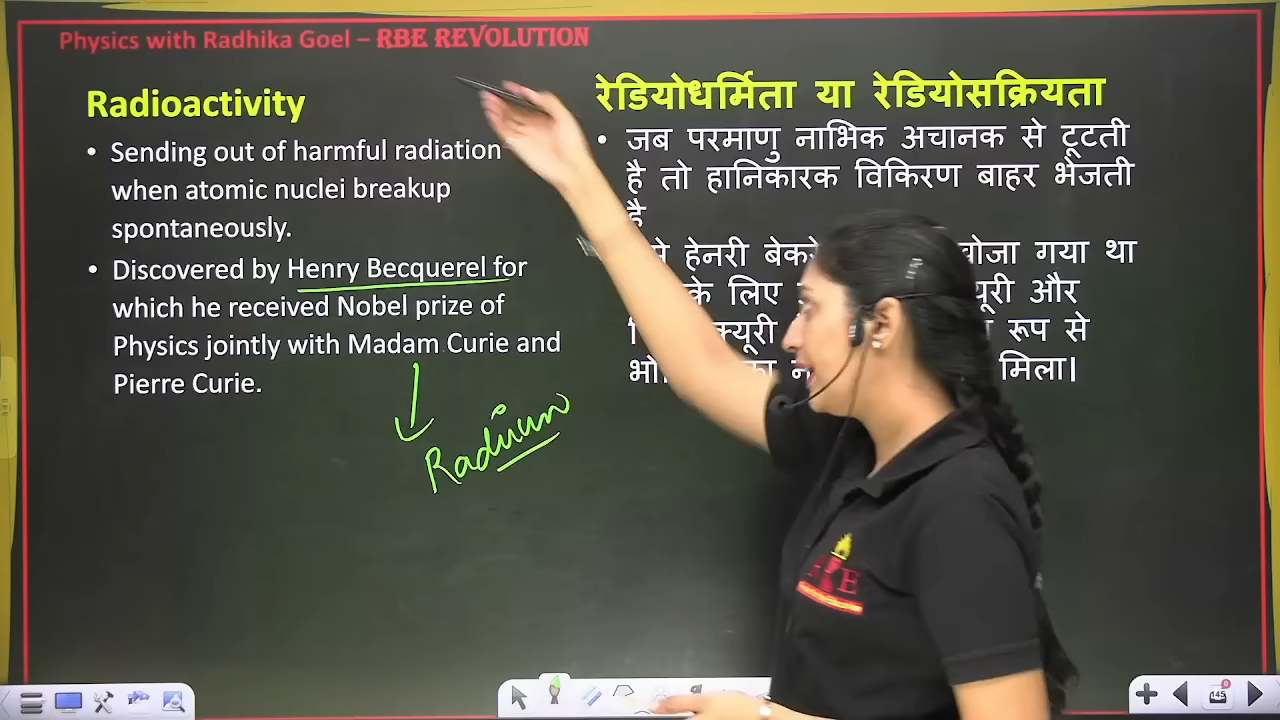 Physics with Radhika Goel – RBE REVOLUTION
Radioactivity
• Sending out of harmful radiation
when atomic nuclei breakup
spontaneously.
• Discovered by Henry Becquerel for
which he received Nobel prize of
Physics jointly with Madam Curie and
Pierre Curie.
Radium
रेडियोधर्मिता या रेडियोसक्रियता
• जब परमाणु नाभिक अचानक से टूटती
है तो हानिकारक विकिरण बाहर भेजती
है
हेनरी खोजा गया था
के लिए और
क्यूरी रूप से
मिला।
145